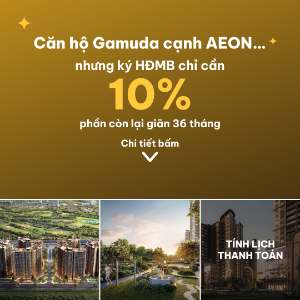 Căn hộ Gamuda cạnh AEON...
nhưng ký HĐMB chỉ cần
10%
phần còn lại giãn 36 tháng
Chi tiết bấm
TÍNH LỊCH
THANH TOÁN